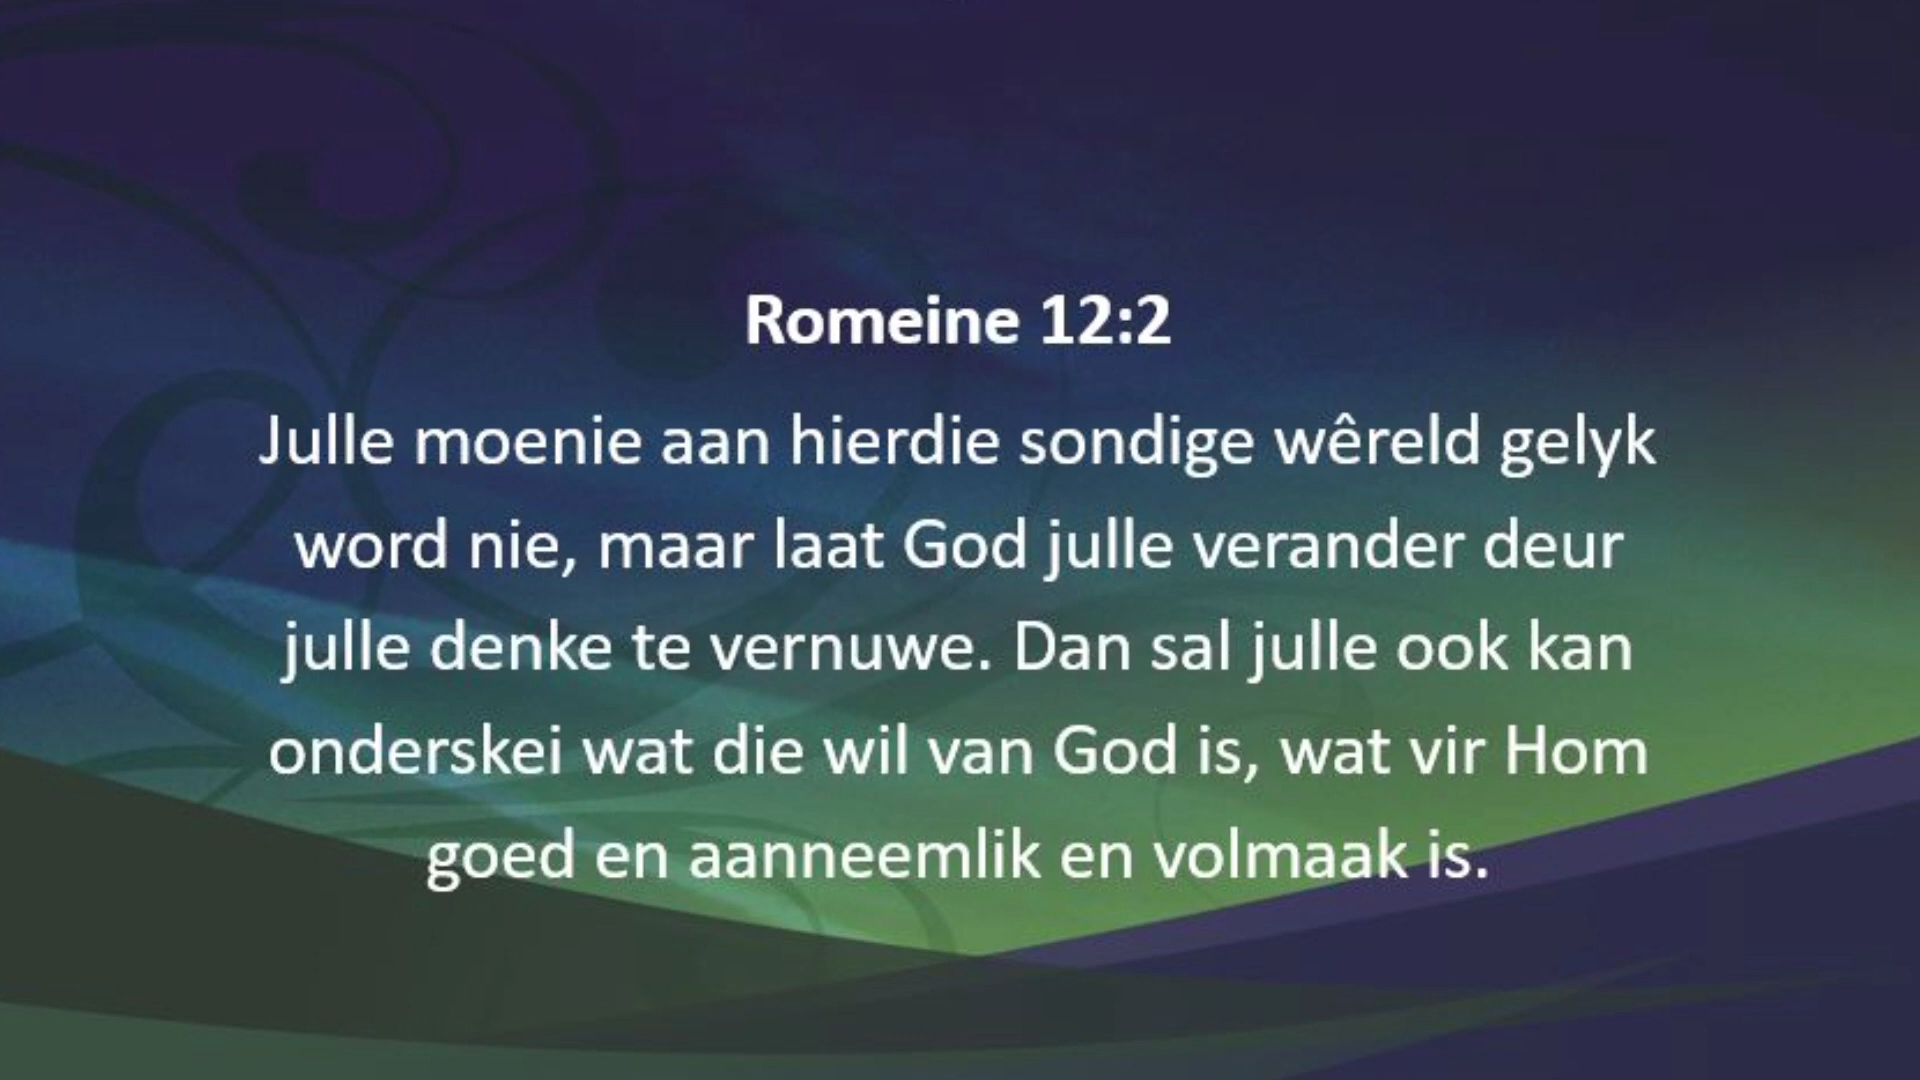 Romeine 12:2
Julle moenie aan hierdie sondige wêreld gelyk
word nie, maar laat God julle verander deur
julle denke te vernuwe. Dan sal julle ook kan
onderskei wat die wil van God is, wat vir Hom
goed en aanneemlik en volmaak is.